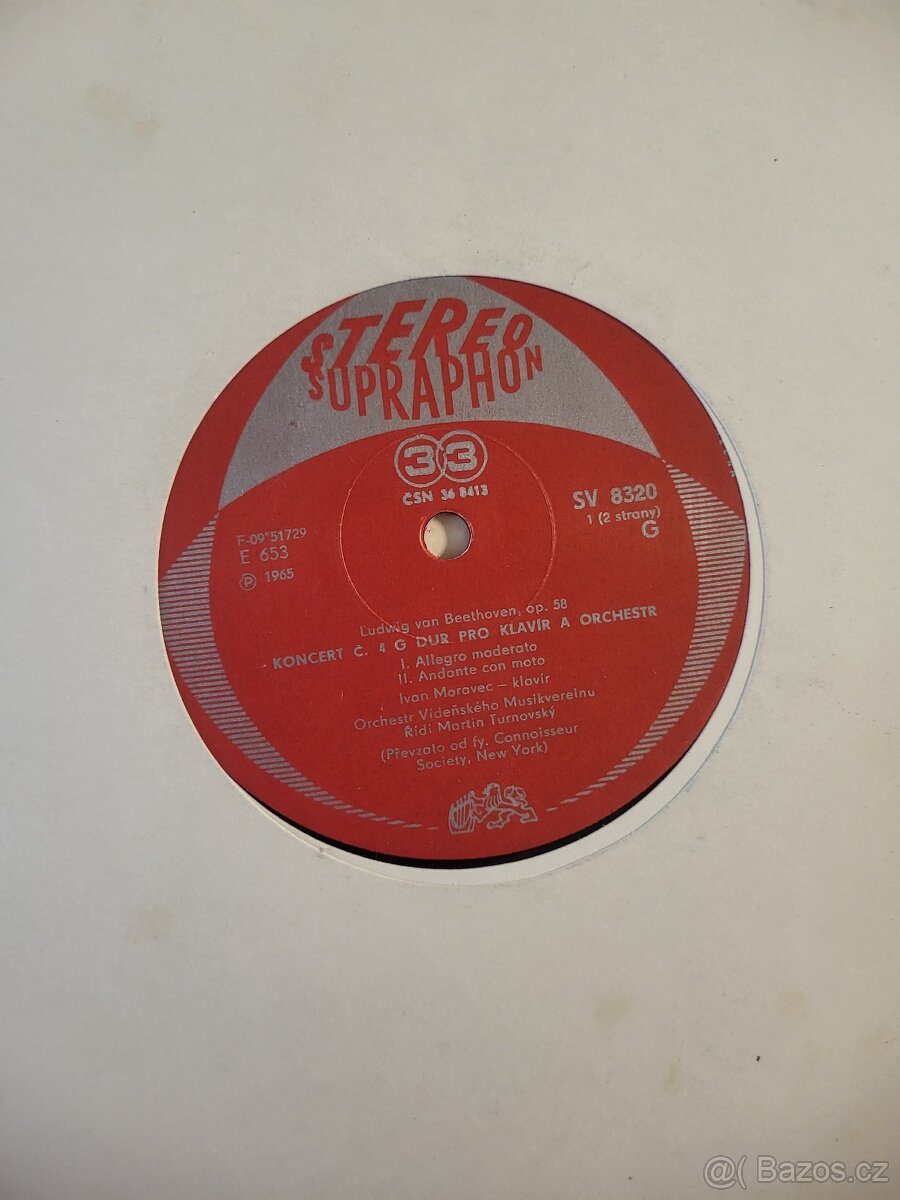 STEREO
SUPRAPHON
33
ČSN 36 8413
SV 8320
1 (2 strany)
G
F-09*51729
E 653
Ⓟ 1965
Ludwig van Beethoven, op. 58
KONCERT Č. 4 G DUR PRO KLAVÍR A ORCHESTR
I. Allegro moderato
II. Andante con moto
Ivan Moravec – klavír
Orchestr Vídeňského Musikvereinu
Řídí Martin Turnovský
(Převzato od fy. Connoisseur
Society, New York)
@( Bazos.cz